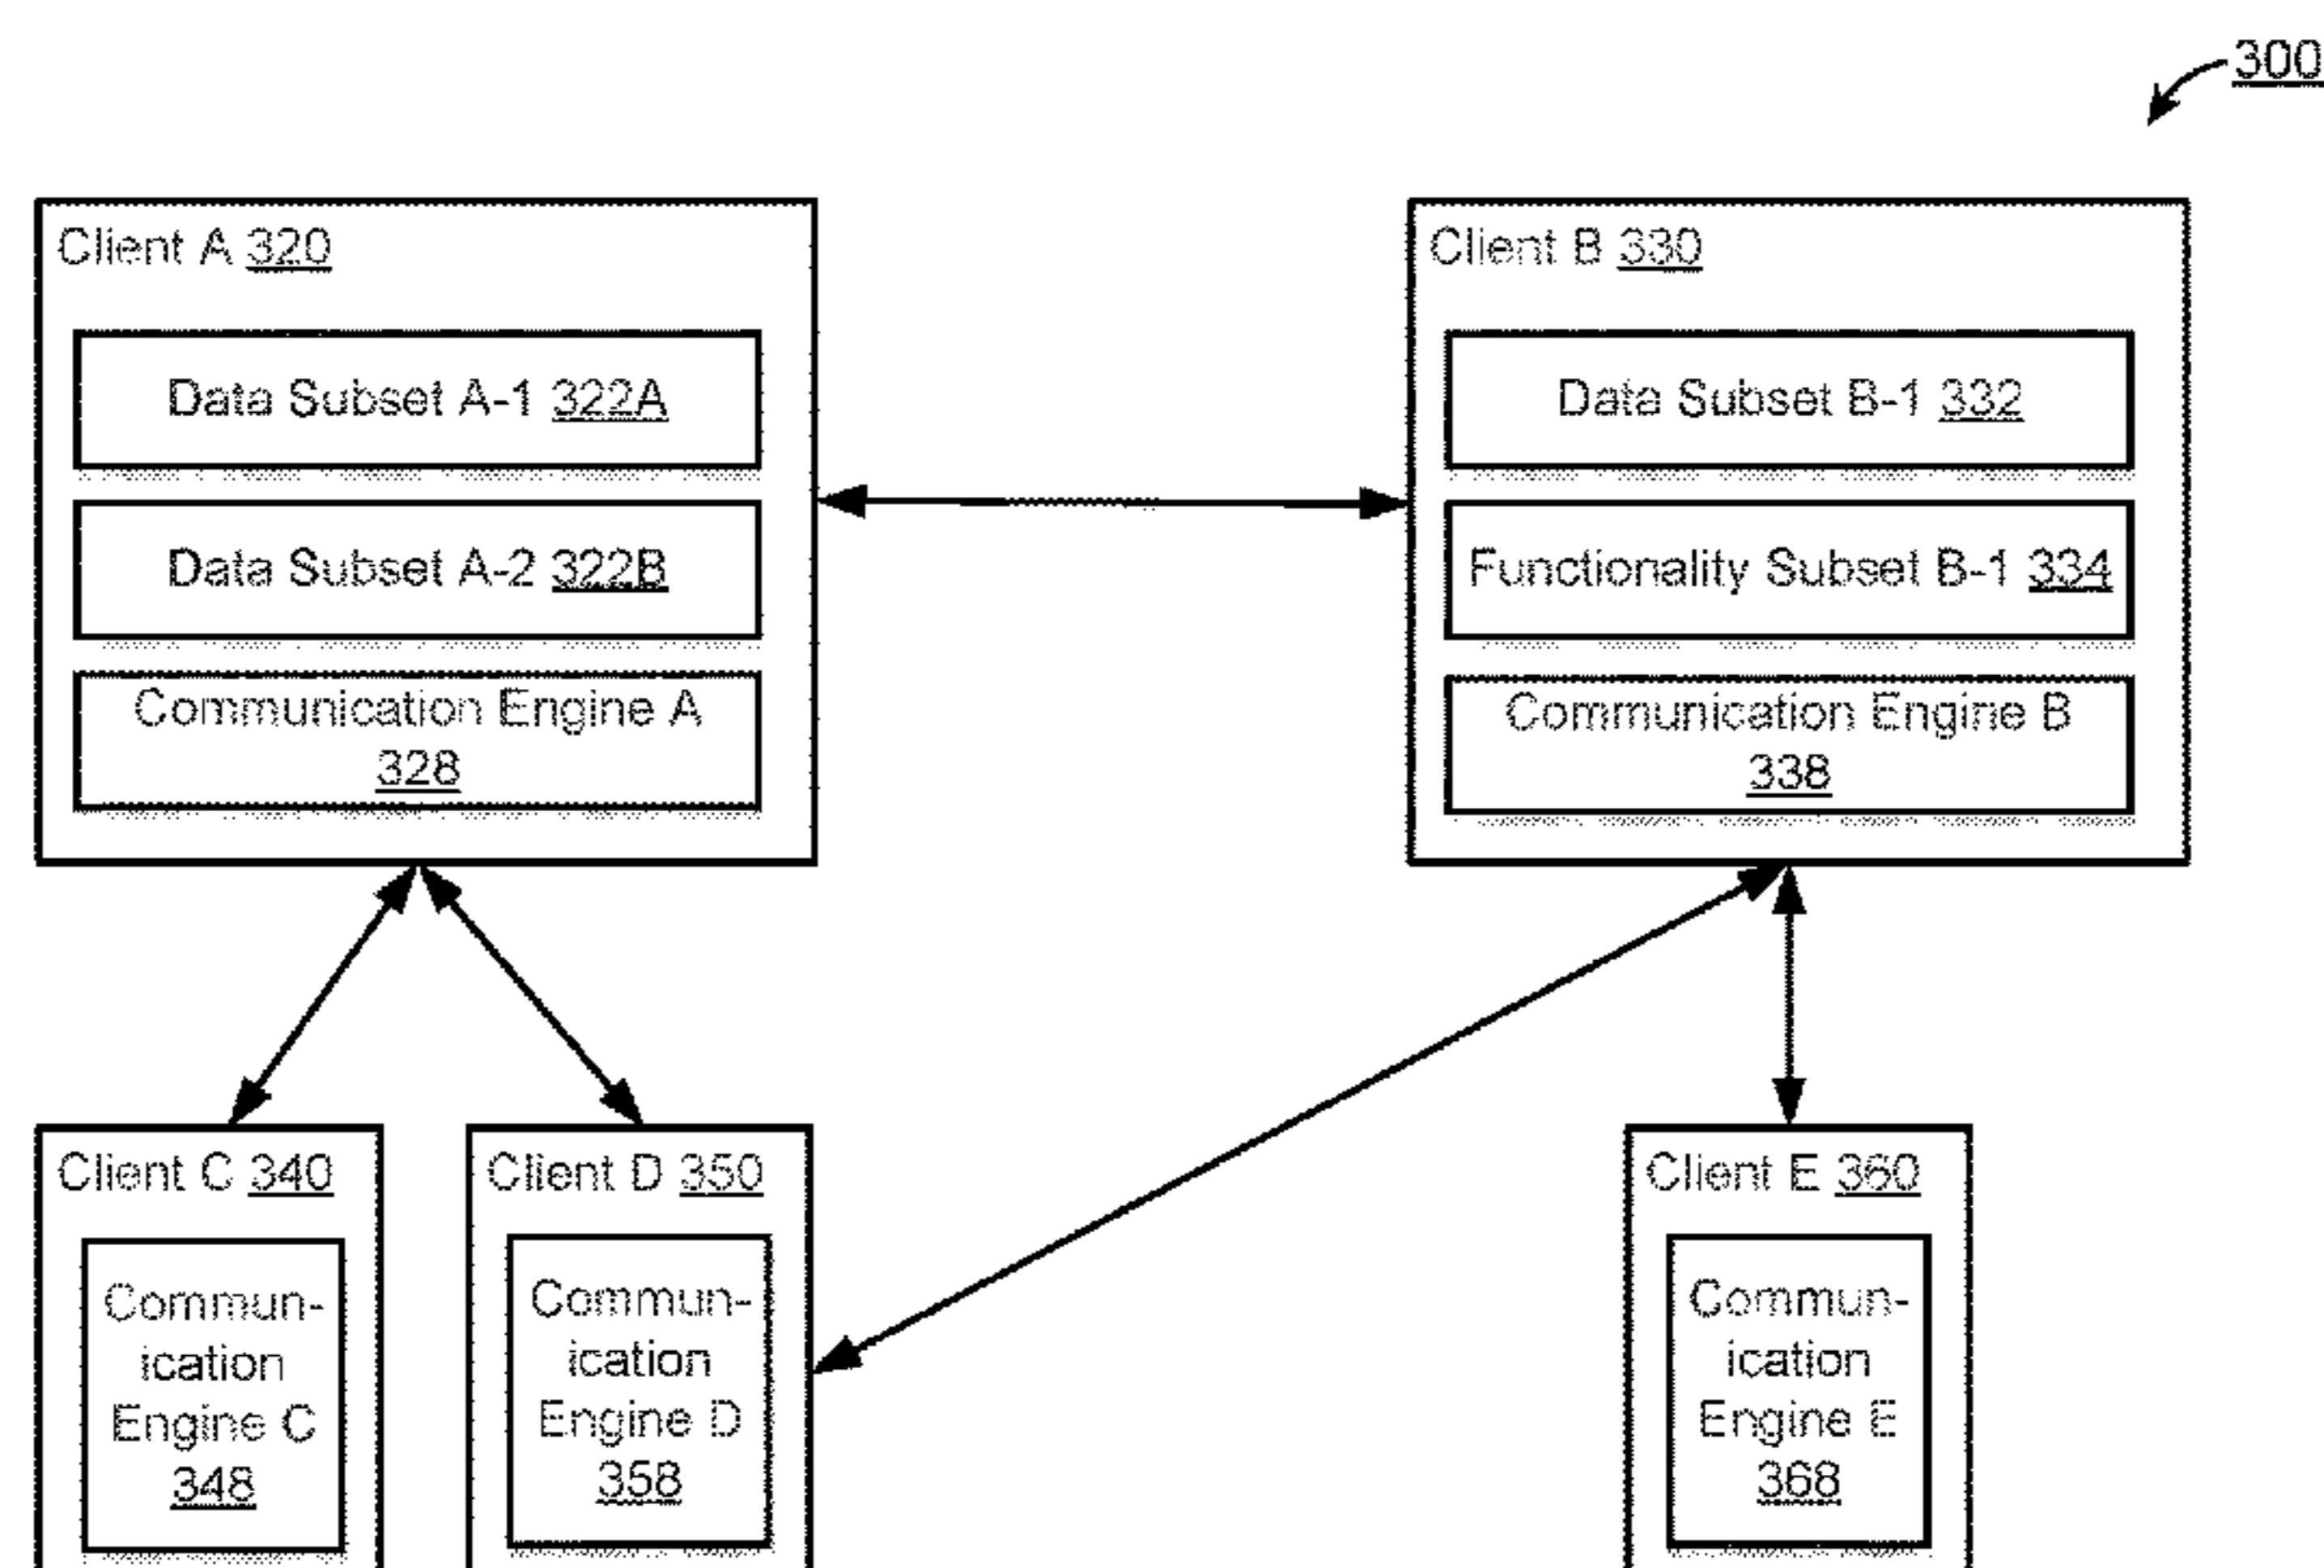 300
Client A 320
Data Subset A-1 322A
Data Subset A-2 322B
Communication Engine A
328
Client B 330
Data Subset B-1 332
Functionality Subset B-1 334
Communication Engine B
338
Client C 340
Commun-
ication
Engine C
348
Client D 350
Commun-
ication
Engine D
358
Client E 360
Commun-
ication
Engine E
368